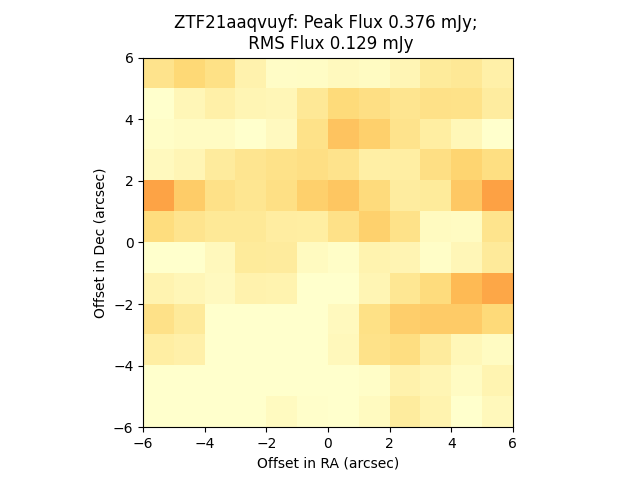 ZTF21aaqvuyf: Peak Flux 0.376 mJy;
RMS Flux 0.129 mJy
6
4
2
0
−2
−4
−6
Offset in Dec (arcsec)
−6 −4 −2 0 2 4 6
Offset in RA (arcsec)